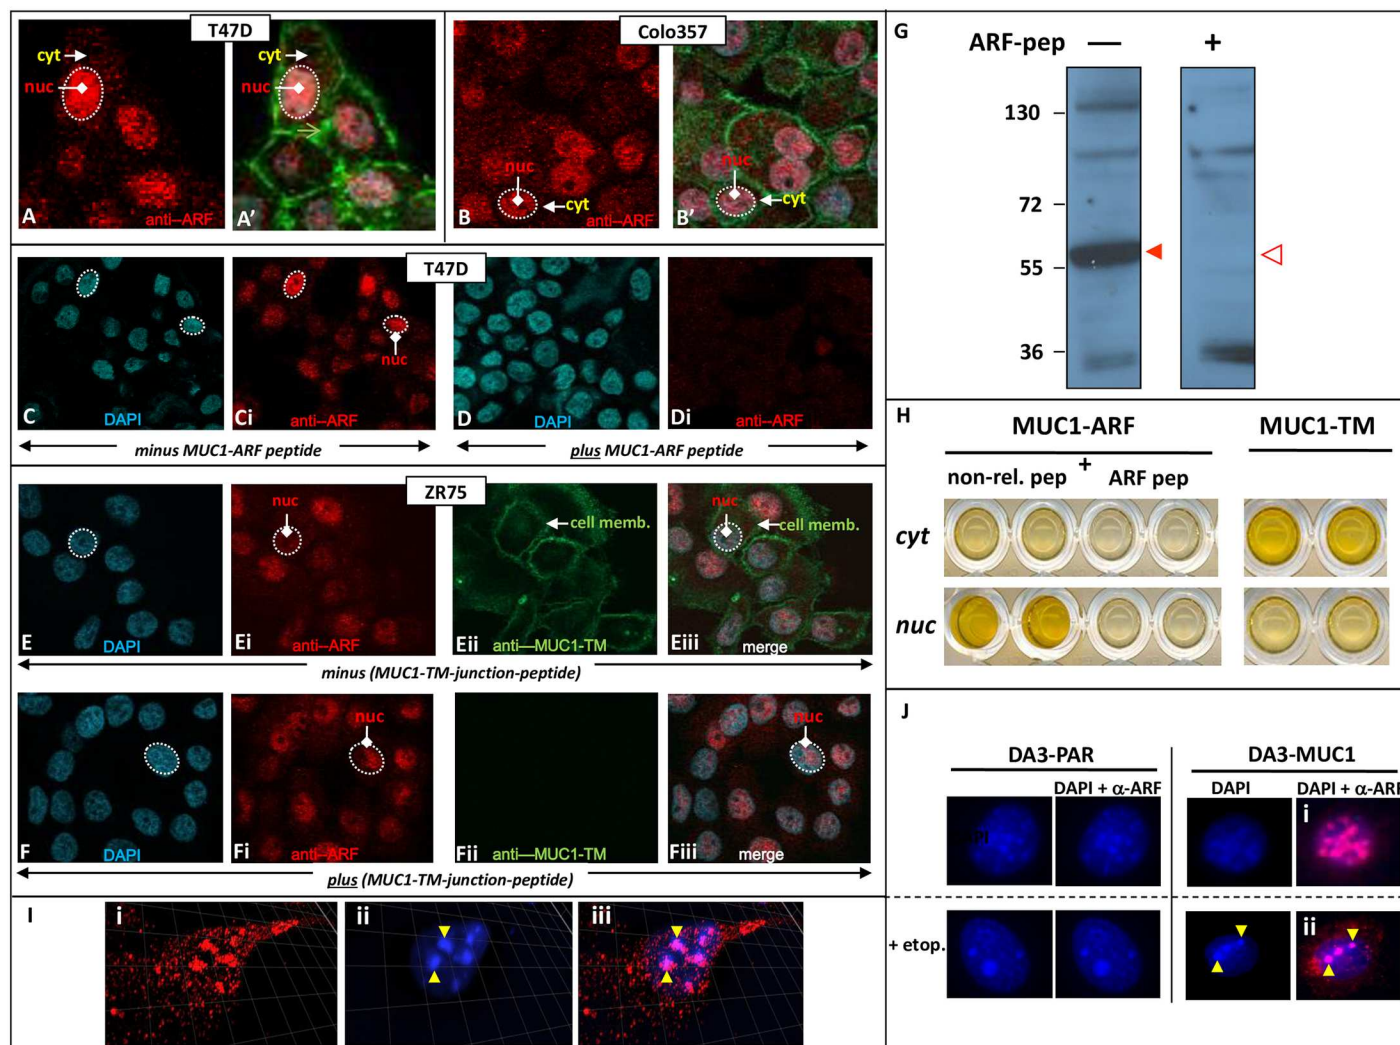 T47D
cyt
nuc
A
anti--ARF
cyt
nuc
A'
Colo357
nuc
cyt
B
anti--ARF
nuc
cyt
B'
T47D
C
DAPI
nuc
Ci
anti--ARF
D
DAPI
Di
anti--ARF
minus MUC1-ARF peptide
plus MUC1-ARF peptide
ZR75
E
DAPI
nuc
Ei
anti--ARF
cell memb.
Eii
anti—MUC1-TM
nuc
cell memb.
Eiii
merge
minus (MUC1-TM-junction-peptide)
F
DAPI
nuc
Fi
anti--ARF
Fii
anti—MUC1-TM
nuc
Fiii
merge
plus (MUC1-TM-junction-peptide)
G
ARF-pep — +
130
72
55
36
H
MUC1-ARF MUC1-TM
+
non-rel. pep ARF pep
cyt
nuc
I
i
ii
iii
J
DA3-PAR DA3-MUC1
DAPI + α-ARF DAPI DAPI + α-ARF
i
+ etop.
ii